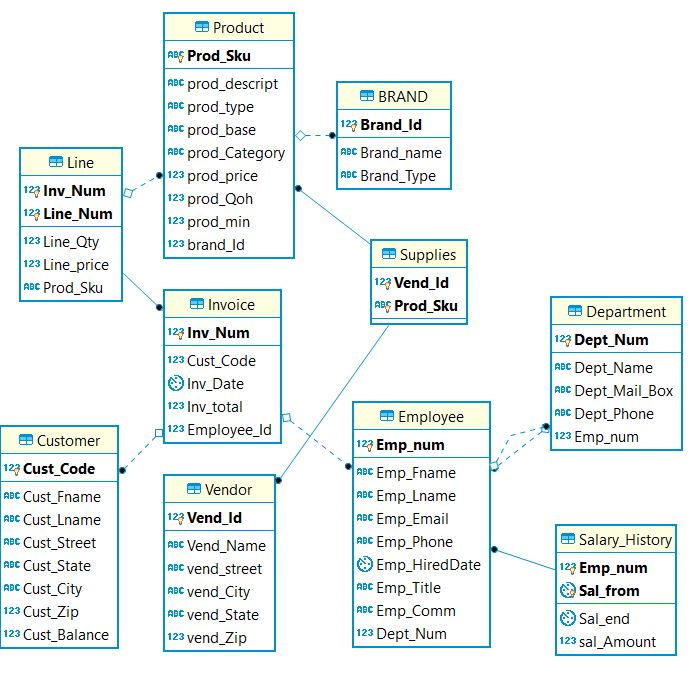 Product
Prod_Sku
prod_descript
prod_type
prod_base
prod_Category
prod_price
prod_Qoh
prod_min
brand_Id
BRAND
Brand_Id
Brand_name
Brand_Type
Line
Inv_Num
Line_Num
Line_Qty
Line_price
Prod_Sku
Supplies
Vend_Id
Prod_Sku
Invoice
Inv_Num
Cust_Code
Inv_Date
Inv_total
Employee_Id
Department
Dept_Num
Dept_Name
Dept_Mail_Box
Dept_Phone
Emp_num
Customer
Cust_Code
Cust_Fname
Cust_Lname
Cust_Street
Cust_State
Cust_City
Cust_Zip
Cust_Balance
Vendor
Vend_Id
Vend_Name
vend_street
vend_City
vend_State
vend_Zip
Employee
Emp_num
Emp_Fname
Emp_Lname
Emp_Email
Emp_Phone
Emp_HiredDate
Emp_Title
Emp_Comm
Dept_Num
Salary_History
Emp_num
Sal_from
Sal_end
sal_Amount